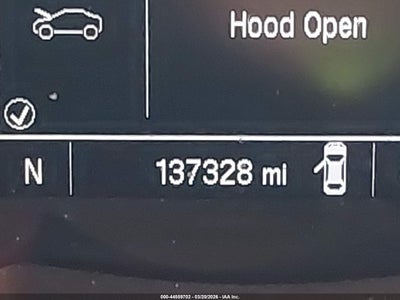 Hood Open
N 137328 mi
000-44559702 - 03/20/2026 - IAA Inc.